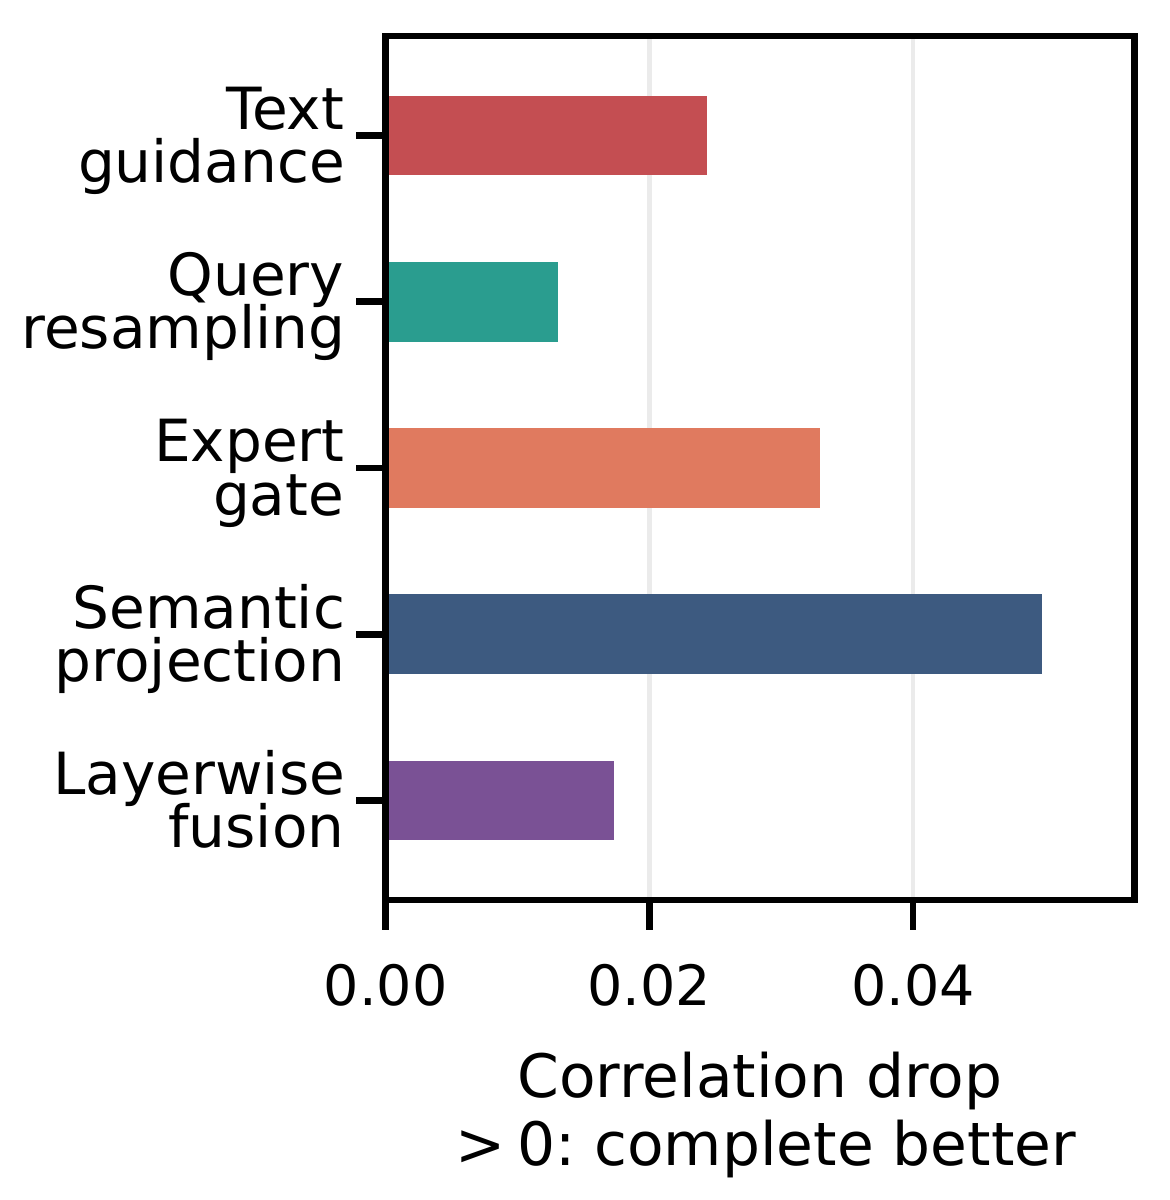 Text
guidance
Query
resampling
Expert
gate
Semantic
projection
Layerwise
fusion
0.00 0.02 0.04
Correlation drop
> 0: complete better